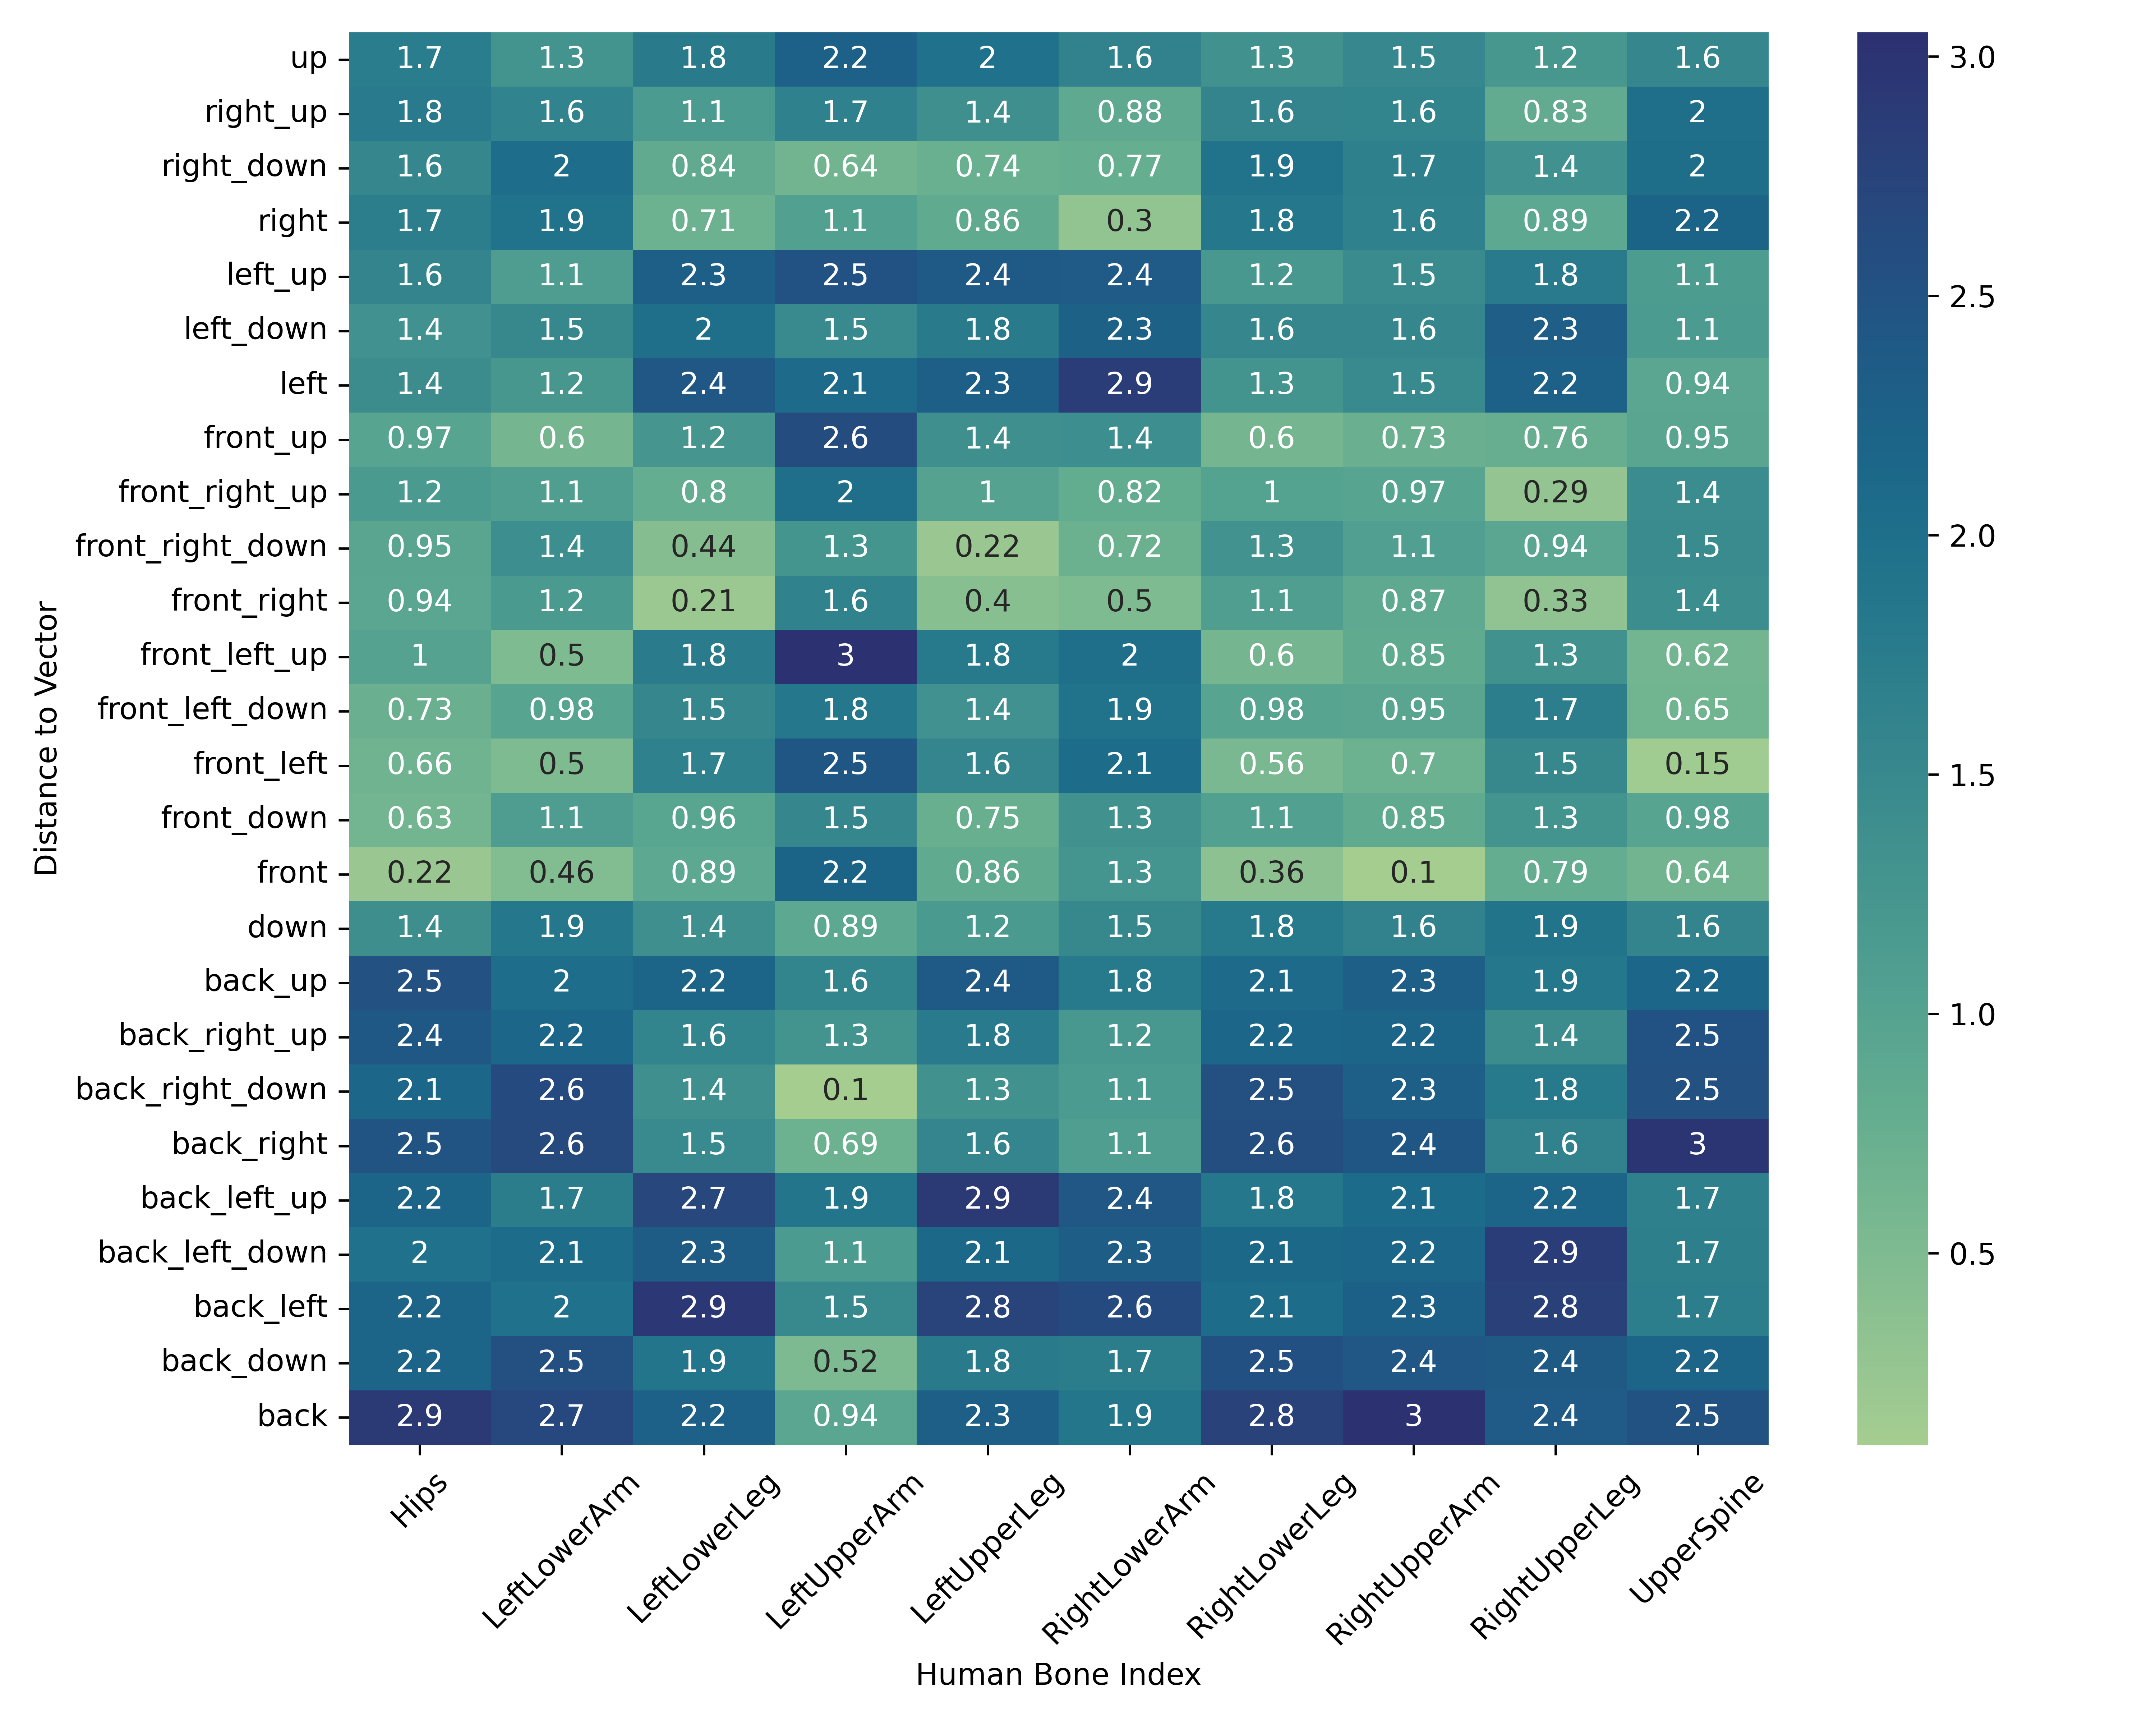 up 1.7 1.3 1.8 2.2 2 1.6 1.3 1.5 1.2 1.6
right_up 1.8 1.6 1.1 1.7 1.4 0.88 1.6 1.6 0.83 2
right_down 1.6 2 0.84 0.64 0.74 0.77 1.9 1.7 1.4 2
right 1.7 1.9 0.71 1.1 0.86 0.3 1.8 1.6 0.89 2.2
left_up 1.6 1.1 2.3 2.5 2.4 2.4 1.2 1.5 1.8 1.1
left_down 1.4 1.5 2 1.5 1.8 2.3 1.6 1.6 2.3 1.1
left 1.4 1.2 2.4 2.1 2.3 2.9 1.3 1.5 2.2 0.94
front_up 0.97 0.6 1.2 2.6 1.4 1.4 0.6 0.73 0.76 0.95
front_right_up 1.2 1.1 0.8 2 1 0.82 1 0.97 0.29 1.4
front_right_down 0.95 1.4 0.44 1.3 0.22 0.72 1.3 1.1 0.94 1.5
front_right 0.94 1.2 0.21 1.6 0.4 0.5 1.1 0.87 0.33 1.4
front_left_up 1 0.5 1.8 3 1.8 2 0.6 0.85 1.3 0.62
front_left_down 0.73 0.98 1.5 1.8 1.4 1.9 0.98 0.95 1.7 0.65
front_left 0.66 0.5 1.7 2.5 1.6 2.1 0.56 0.7 1.5 0.15
front_down 0.63 1.1 0.96 1.5 0.75 1.3 1.1 0.85 1.3 0.98
front 0.22 0.46 0.89 2.2 0.86 1.3 0.36 0.1 0.79 0.64
down 1.4 1.9 1.4 0.89 1.2 1.5 1.8 1.6 1.9 1.6
back_up 2.5 2 2.2 1.6 2.4 1.8 2.1 2.3 1.9 2.2
back_right_up 2.4 2.2 1.6 1.3 1.8 1.2 2.2 2.2 1.4 2.5
back_right_down 2.1 2.6 1.4 0.1 1.3 1.1 2.5 2.3 1.8 2.5
back_right 2.5 2.6 1.5 0.69 1.6 1.1 2.6 2.4 1.6 3
back_left_up 2.2 1.7 2.7 1.9 2.9 2.4 1.8 2.1 2.2 1.7
back_left_down 2 2.1 2.3 1.1 2.1 2.3 2.1 2.2 2.9 1.7
back_left 2.2 2 2.9 1.5 2.8 2.6 2.1 2.3 2.8 1.7
back_down 2.2 2.5 1.9 0.52 1.8 1.7 2.5 2.4 2.4 2.2
back 2.9 2.7 2.2 0.94 2.3 1.9 2.8 3 2.4 2.5
Hips LeftLowerArm LeftLowerLeg LeftUpperArm LeftUpperLeg RightLowerArm RightLowerLeg RightUpperArm RightUpperLeg UpperSpine
Human Bone Index
Distance to Vector
3.0
2.5
2.0
1.5
1.0
0.5